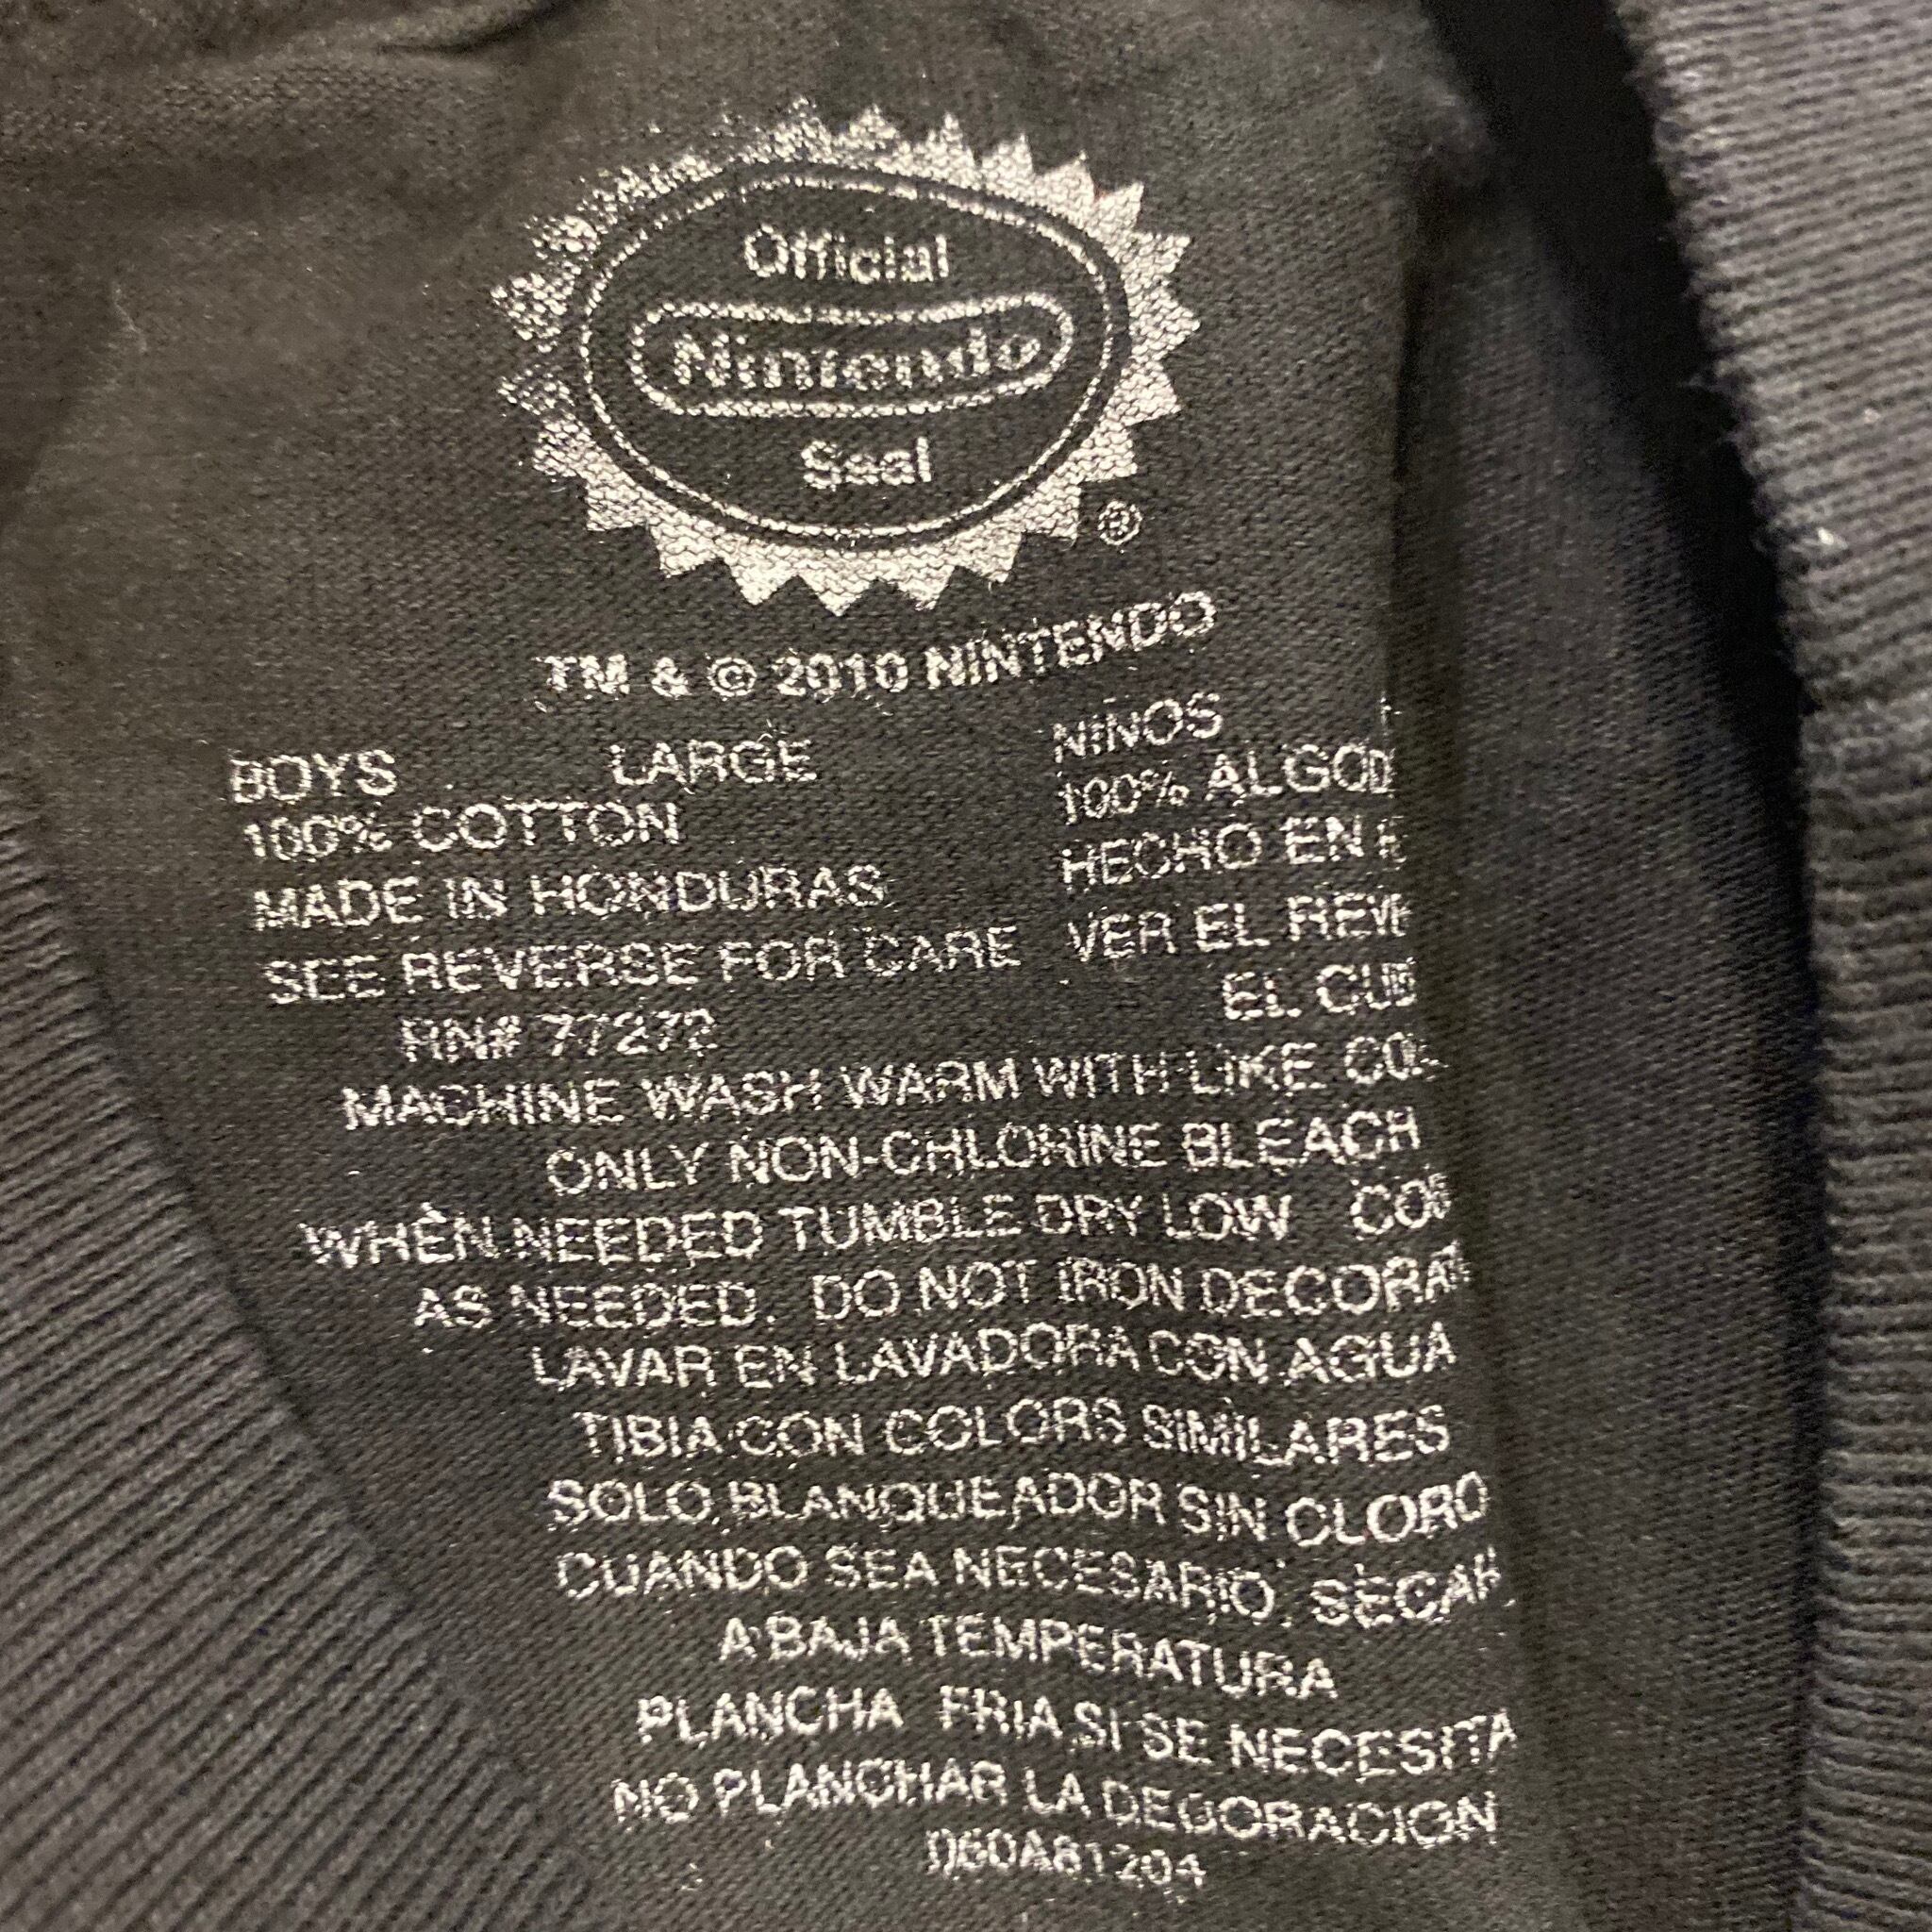 Official
Nintendo
Seal
®
TM & © 2010 NINTENDO
BOYS LARGE NIÑOS
100% COTTON 100% ALGOD
MADE IN HONDURAS HECHO EN
SEE REVERSE FOR CARE VER EL REVE
RN# 77272 EL CUI
MACHINE WASH WARM WITH LIKE CO
ONLY NON-CHLORINE BLEACH
WHEN NEEDED TUMBLE DRY LOW COO
AS NEEDED. DO NOT IRON DECORAT
LAVAR EN LAVADORA CON AGUA
TIBIA CON COLORS SIMILARES
SOLO BLANQUEADOR SIN CLORO
CUANDO SEA NECESARIO, SECAR
A BAJA TEMPERATURA
PLANCHA FRIA SI SE NECESITA
NO PLANCHAR LA DECORACION
D60A81204